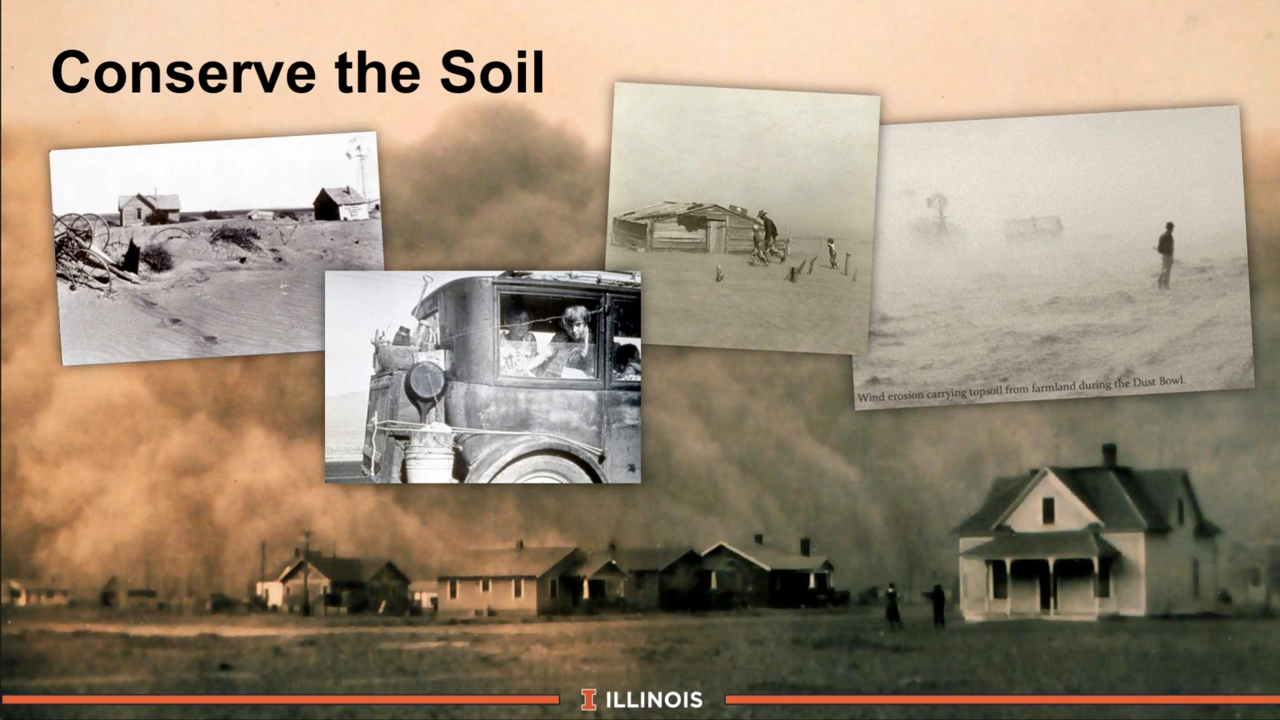 Conserve the Soil
Wind erosion carrying topsoil from farmland during the Dust Bowl.
I ILLINOIS